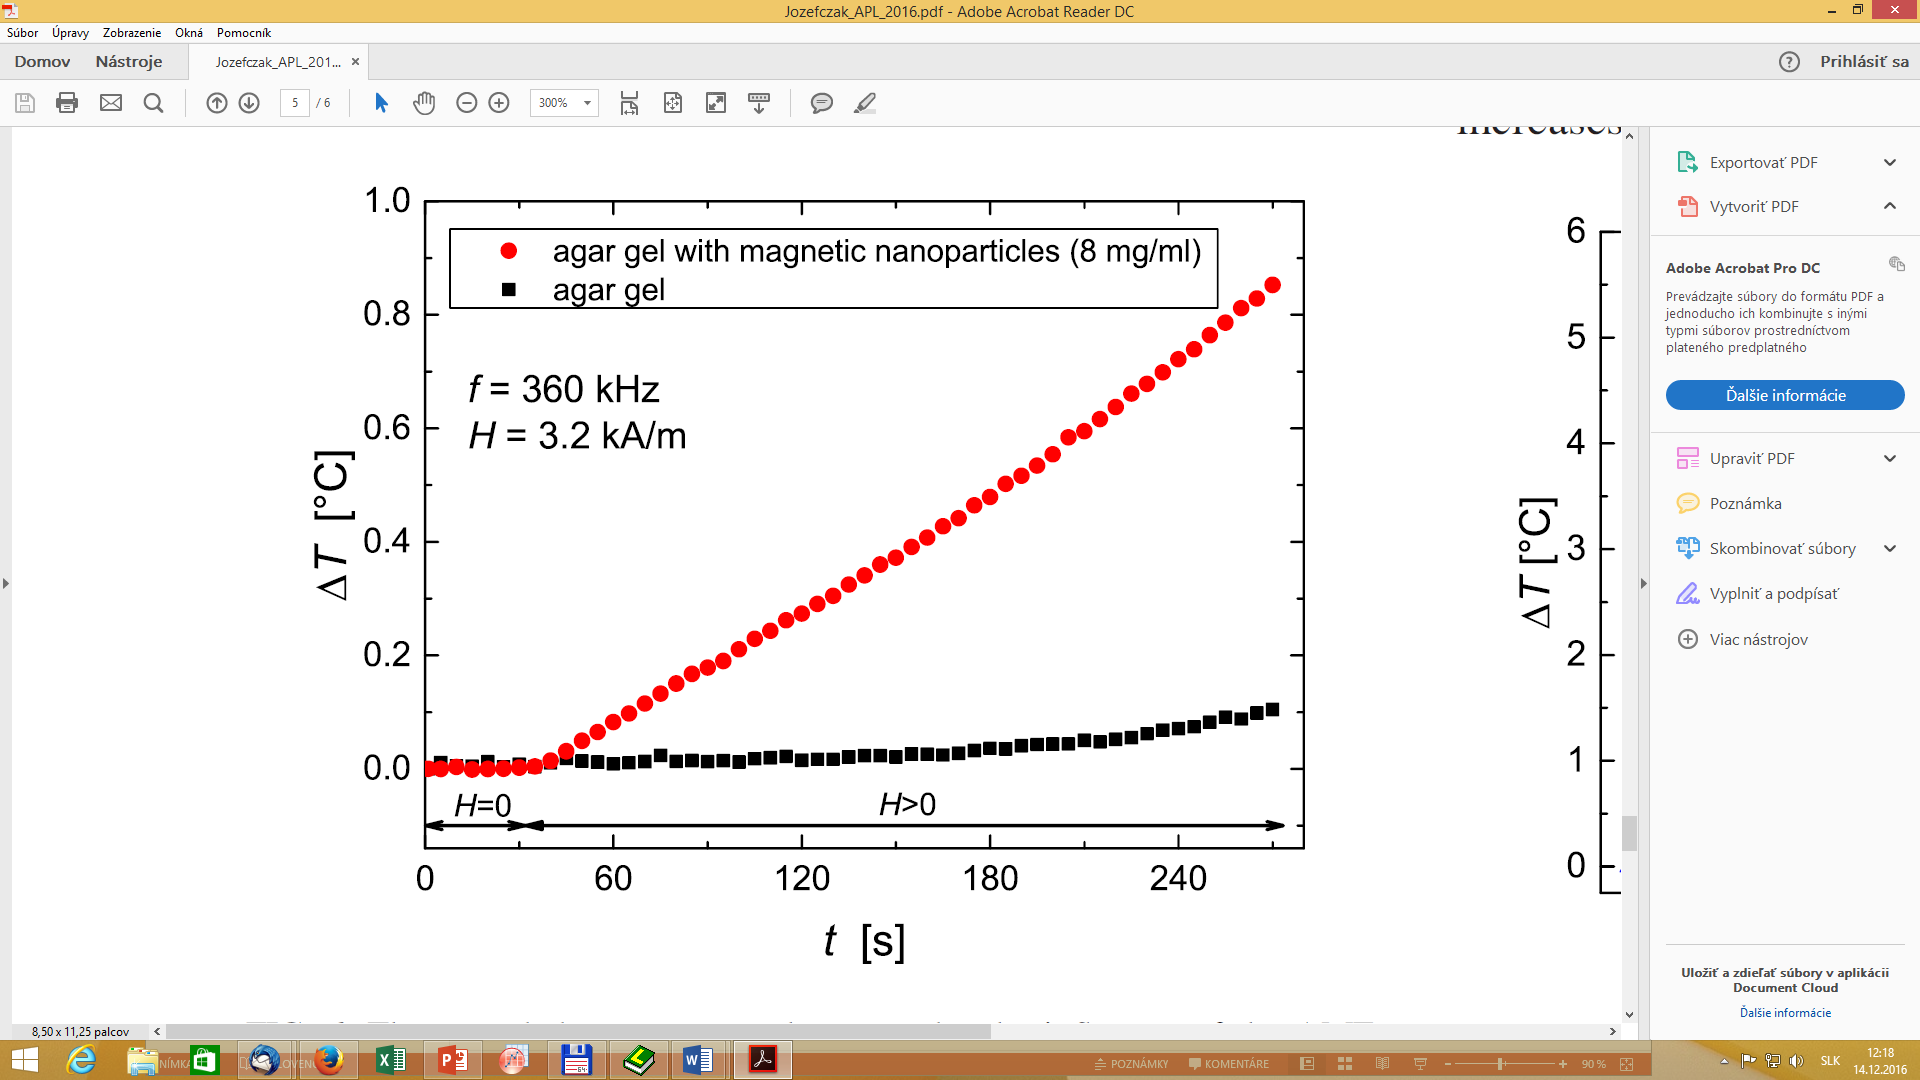 Jozefczak_APL_2016.pdf - Adobe Acrobat Reader DC
Súbor Úpravy Zobrazenie Okná Pomocník
Domov Nástroje Jozefczak_APL_201... × Prihlásiť sa
5 / 6 300%
increases
1.0
0.8
0.6
0.4
0.2
0.0
ΔT [°C]
agar gel with magnetic nanoparticles (8 mg/ml)
agar gel
f = 360 kHz
H = 3.2 kA/m
H=0
H>0
0 60 120 180 240
t [s]
6
5
4
3
2
1
0
ΔT [°C]
Exportovať PDF
Vytvoriť PDF
Adobe Acrobat Pro DC
Prevádzajte súbory do formátu PDF a
jednoducho ich kombinujte s inými
typmi súborov prostredníctvom
plateného predplatného
Ďalšie informácie
Upraviť PDF
Poznámka
Skombinovať súbory
Vyplniť a podpísať
Viac nástrojov
Uložiť a zdieľať súbory v aplikácii
Document Cloud
Ďalšie informácie
8,50 x 11,25 palcov
POZNÁMKY KOMENTÁRE 90 % SLK
12:18
14.12.2016